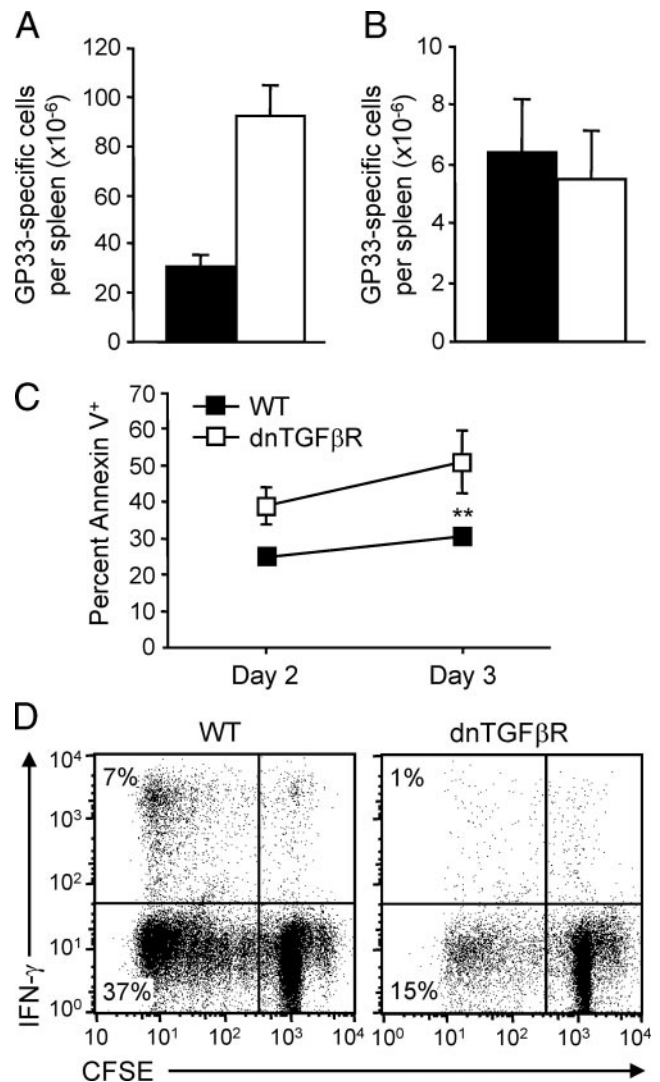 A
GP33-specific cells
per spleen (x10⁻⁶)
120
100
80
60
40
20
0
B
GP33-specific cells
per spleen (x10⁻⁶)
10
8
6
4
2
0
C
Percent Annexin V⁺
70
60
50
40
30
20
10
0
WT
dnTGFβR
**
Day 2
Day 3
D
WT
dnTGFβR
IFN-γ
10⁴
10³
10²
10¹
10⁰
7%
37%
10
10¹
10²
10³
10⁴
1%
15%
10⁰
10¹
10²
10³
10⁴
CFSE